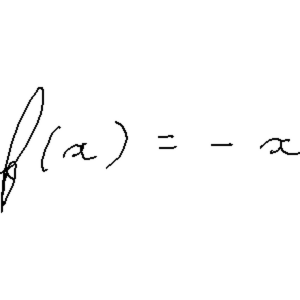 f(x) = - x